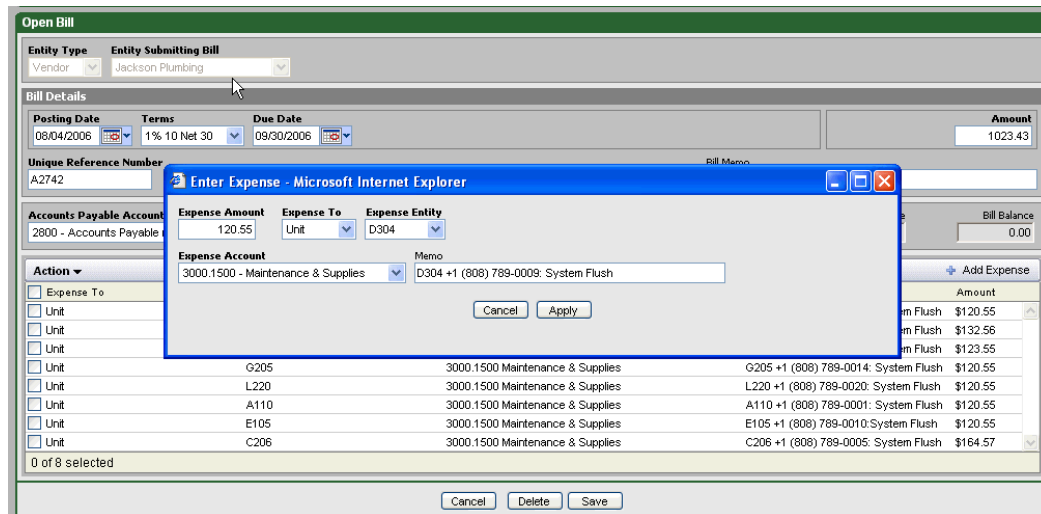 Open Bill
Entity Type Entity Submitting Bill
Vendor Jackson Plumbing
Bill Details
Posting Date Terms Due Date Amount
08/04/2006 1% 10 Net 30 09/30/2006 1023.43
Unique Reference Number Bill Memo
A2742
Enter Expense - Microsoft Internet Explorer
Expense Amount Expense To Expense Entity
120.55 Unit D304
Expense Account Memo
3000.1500 - Maintenance & Supplies D304 +1 (808) 789-0009: System Flush
Cancel Apply
Accounts Payable Account Bill Balance
2800 - Accounts Payable 0.00
Action Add Expense
Expense To Amount
Unit Flush $120.55
Unit Flush $132.56
Unit Flush $123.55
Unit G205 3000.1500 Maintenance & Supplies G205 +1 (808) 789-0014: System Flush $120.55
Unit L220 3000.1500 Maintenance & Supplies L220 +1 (808) 789-0020: System Flush $120.55
Unit A110 3000.1500 Maintenance & Supplies A110 +1 (808) 789-0001: System Flush $120.55
Unit E105 3000.1500 Maintenance & Supplies E105 +1 (808) 789-0010:System Flush $120.55
Unit C206 3000.1500 Maintenance & Supplies C206 +1 (808) 789-0005: System Flush $164.57
0 of 8 selected
Cancel Delete Save